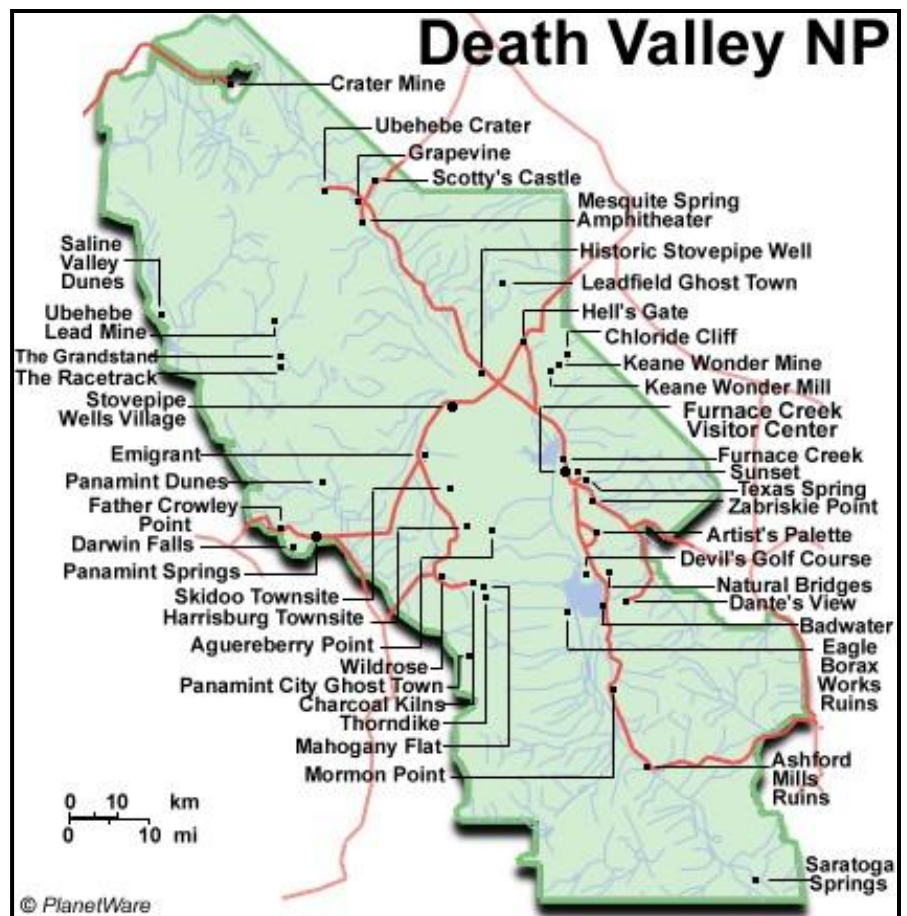 Death Valley NP
Crater Mine
Ubehebe Crater
Grapevine
Scotty's Castle
Mesquite Spring
Amphitheater
Saline
Valley
Dunes
Historic Stovepipe Well
Leadfield Ghost Town
Ubehebe
Lead Mine
Hell's Gate
Chloride Cliff
The Grandstand
Keane Wonder Mine
The Racetrack
Keane Wonder Mill
Stovepipe
Wells Village
Furnace Creek
Visitor Center
Emigrant
Furnace Creek
Sunset
Panamint Dunes
Texas Spring
Father Crowley
Point
Zabriskie Point
Darwin Falls
Artist's Palette
Panamint Springs
Devil's Golf Course
Skidoo Townsite
Natural Bridges
Harrisburg Townsite
Dante's View
Aguereberry Point
Badwater
Wildrose
Eagle
Borax
Works
Ruins
Panamint City Ghost Town
Charcoal Kilns
Thorndike
Mahogany Flat
Mormon Point
Ashford
Mills
Ruins
0 10 km
0 10 mi
Saratoga
Springs
© PlanetWare